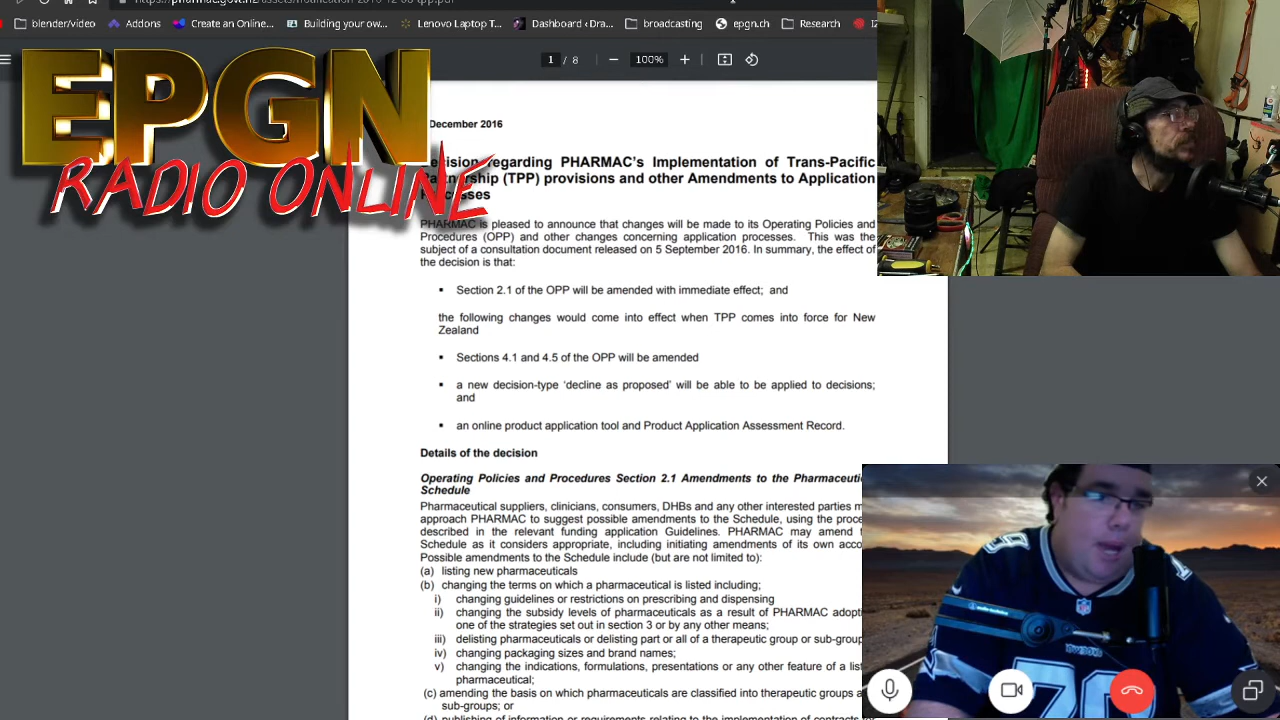 blender/video
Addons
Create an Online...
Building your ow...
Lenovo Laptop T...
Dashboard ‹ Dra...
broadcasting
epgn.ch
Research
1 / 8
100%
EPGN
RADIO ONLINE
December 2016
regarding PHARMAC's Implementation of Trans-Pacific
(TPP) provisions and other Amendments to Application
PHARMAC is pleased to announce that changes will be made to its Operating Policies and
Procedures (OPP) and other changes concerning application processes. This was the
subject of a consultation document released on 5 September 2016. In summary, the effect of
the decision is that:
▪ Section 2.1 of the OPP will be amended with immediate effect; and
the following changes would come into effect when TPP comes into force for New
Zealand
▪ Sections 4.1 and 4.5 of the OPP will be amended
▪ a new decision-type 'decline as proposed' will be able to be applied to decisions;
and
▪ an online product application tool and Product Application Assessment Record.
Details of the decision
Operating Policies and Procedures Section 2.1 Amendments to the Pharmaceuti
Schedule
Pharmaceutical suppliers, clinicians, consumers, DHBs and any other interested parties m
approach PHARMAC to suggest possible amendments to the Schedule, using the proce
described in the relevant funding application Guidelines. PHARMAC may amend t
Schedule as it considers appropriate, including initiating amendments of its own acco
Possible amendments to the Schedule include (but are not limited to):
(a) listing new pharmaceuticals
(b) changing the terms on which a pharmaceutical is listed including;
i) changing guidelines or restrictions on prescribing and dispensing
ii) changing the subsidy levels of pharmaceuticals as a result of PHARMAC adopt
one of the strategies set out in section 3 or by any other means;
iii) delisting pharmaceuticals or delisting part or all of a therapeutic group or sub-group
iv) changing packaging sizes and brand names;
v) changing the indications, formulations, presentations or any other feature of a list
pharmaceutical;
(c) amending the basis on which pharmaceuticals are classified into therapeutic groups a
sub-groups; or
(d) publishing of information or requirements relating to the implementation of contracts for